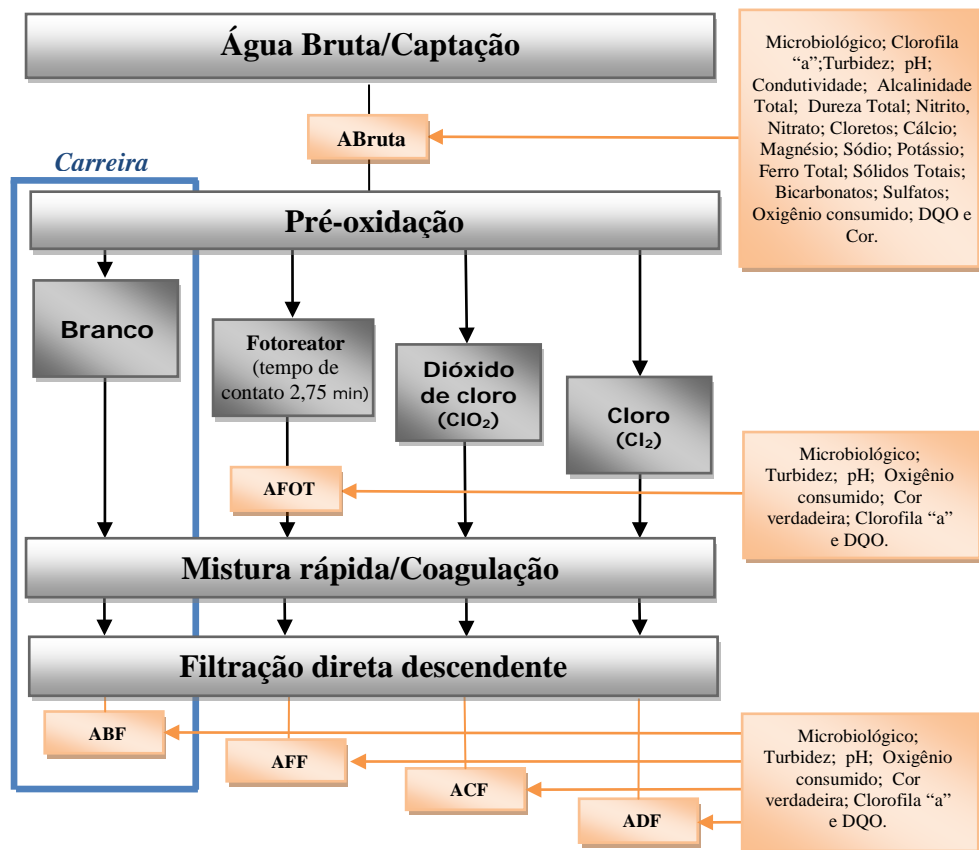 Água Bruta/Captação
Microbiológico; Clorofila
“a”;Turbidez; pH;
Condutividade; Alcalinidade
Total; Dureza Total; Nitrito,
Nitrato; Cloretos; Cálcio;
Magnésio; Sódio; Potássio;
Ferro Total; Sólidos Totais;
Bicarbonatos; Sulfatos;
Oxigênio consumido; DQO e
Cor.
ABruta
Carreira
Pré-oxidação
Branco
Fotoreator
(tempo de
contato 2,75 min)
Dióxido
de cloro
(ClO₂)
Cloro
(Cl₂)
AFOT
Microbiológico;
Turbidez; pH; Oxigênio
consumido; Cor
verdadeira; Clorofila “a”
e DQO.
Mistura rápida/Coagulação
Filtração direta descendente
ABF
AFF
ACF
ADF
Microbiológico;
Turbidez; pH; Oxigênio
consumido; Cor
verdadeira; Clorofila “a”
e DQO.